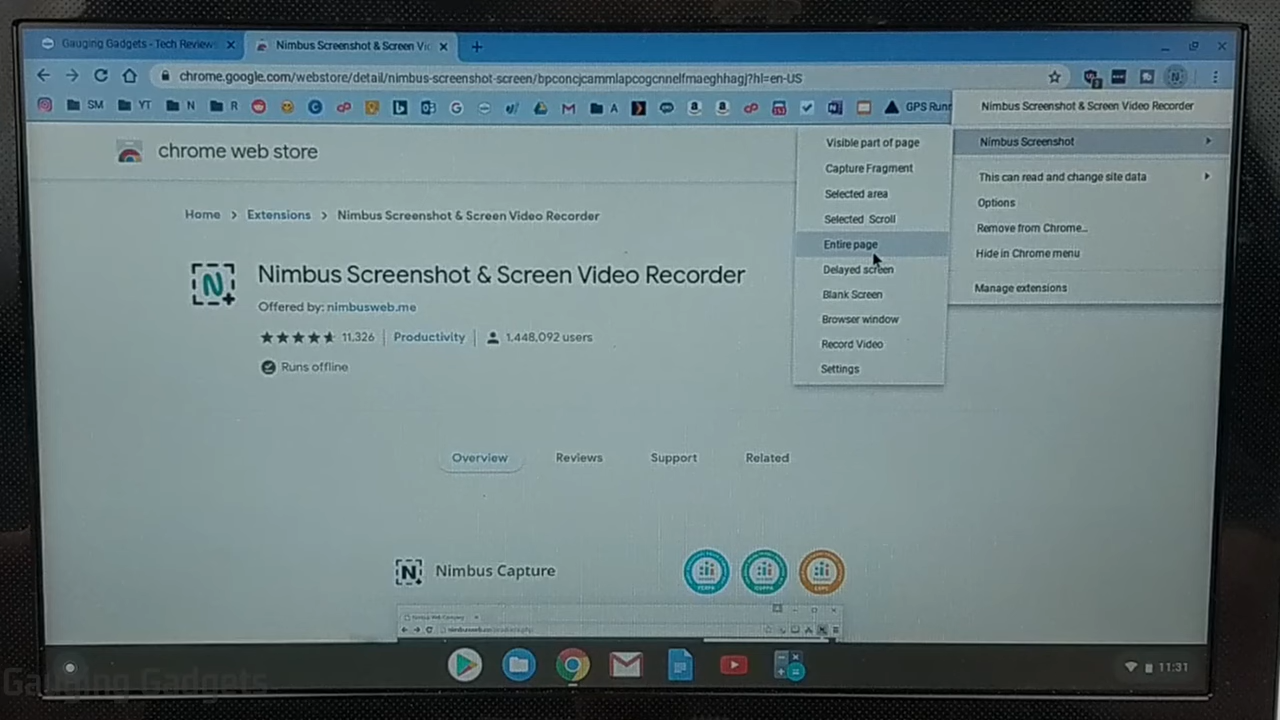 Gauging Gadgets - Tech Reviews
Nimbus Screenshot & Screen Vi
chrome.google.com/webstore/detail/nimbus-screenshot-screen/bpconcjcammlapcogcnnelfmaeghhagj?hl=en-US
SM
YT
N
R
A
GPS Runn
Nimbus Screenshot & Screen Video Recorder
Nimbus Screenshot
This can read and change site data
Options
Remove from Chrome...
Hide in Chrome menu
Manage extensions
Visible part of page
Capture Fragment
Selected area
Selected Scroll
Entire page
Delayed screen
Blank Screen
Browser window
Record Video
Settings
chrome web store
Home > Extensions > Nimbus Screenshot & Screen Video Recorder
Nimbus Screenshot & Screen Video Recorder
Offered by: nimbusweb.me
11,326 | Productivity | 1,448,092 users
Runs offline
Overview Reviews Support Related
Nimbus Capture
11:31
Gauging Gadgets